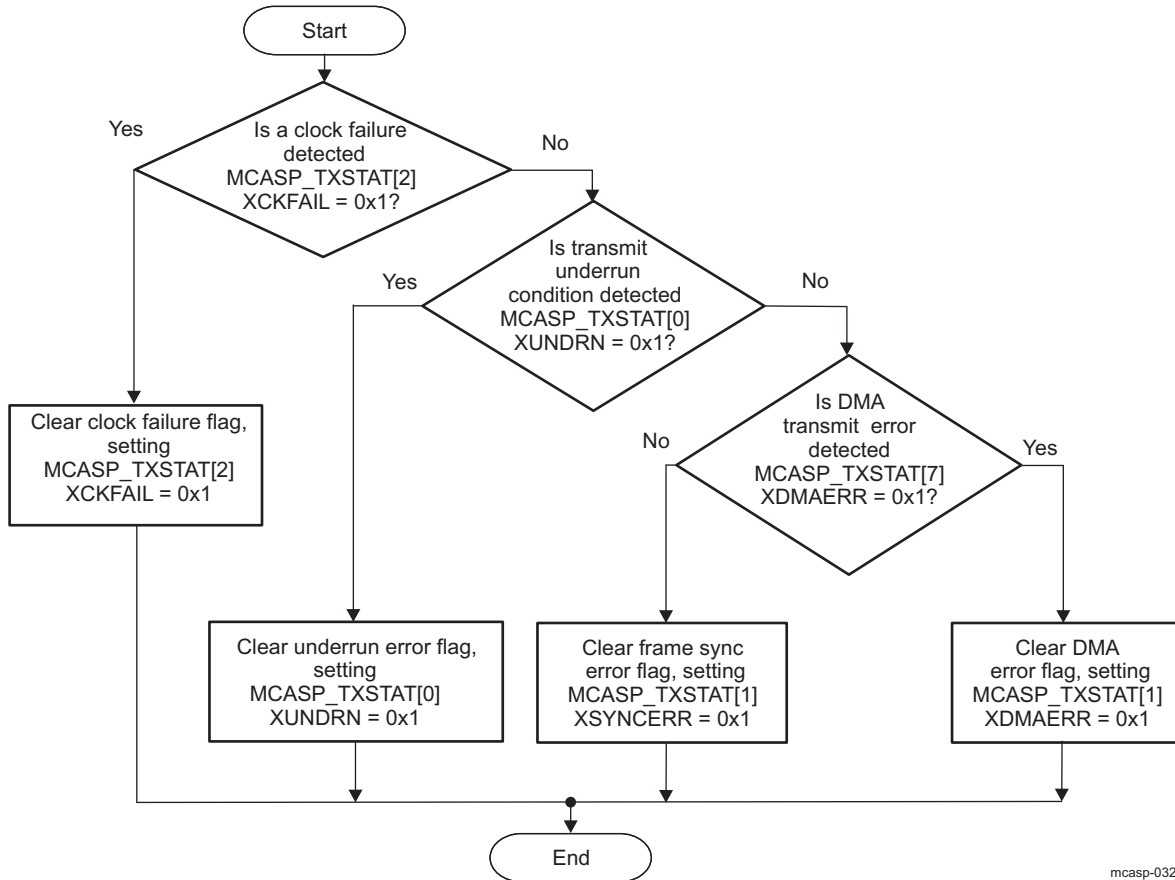 Start
Yes
Is a clock failure
detected
MCASP_TXSTAT[2]
XCKFAIL = 0x1?
No
Is transmit
underrun
condition detected
MCASP_TXSTAT[0]
XUNDRN = 0x1?
Yes
No
Is DMA
transmit error
detected
MCASP_TXSTAT[7]
XDMAERR = 0x1?
No
Yes
Clear clock failure flag,
setting
MCASP_TXSTAT[2]
XCKFAIL = 0x1
Clear underrun error flag,
setting
MCASP_TXSTAT[0]
XUNDRN = 0x1
Clear frame sync
error flag, setting
MCASP_TXSTAT[1]
XSYNCERR = 0x1
Clear DMA
error flag, setting
MCASP_TXSTAT[1]
XDMAERR = 0x1
End
mcasp-032